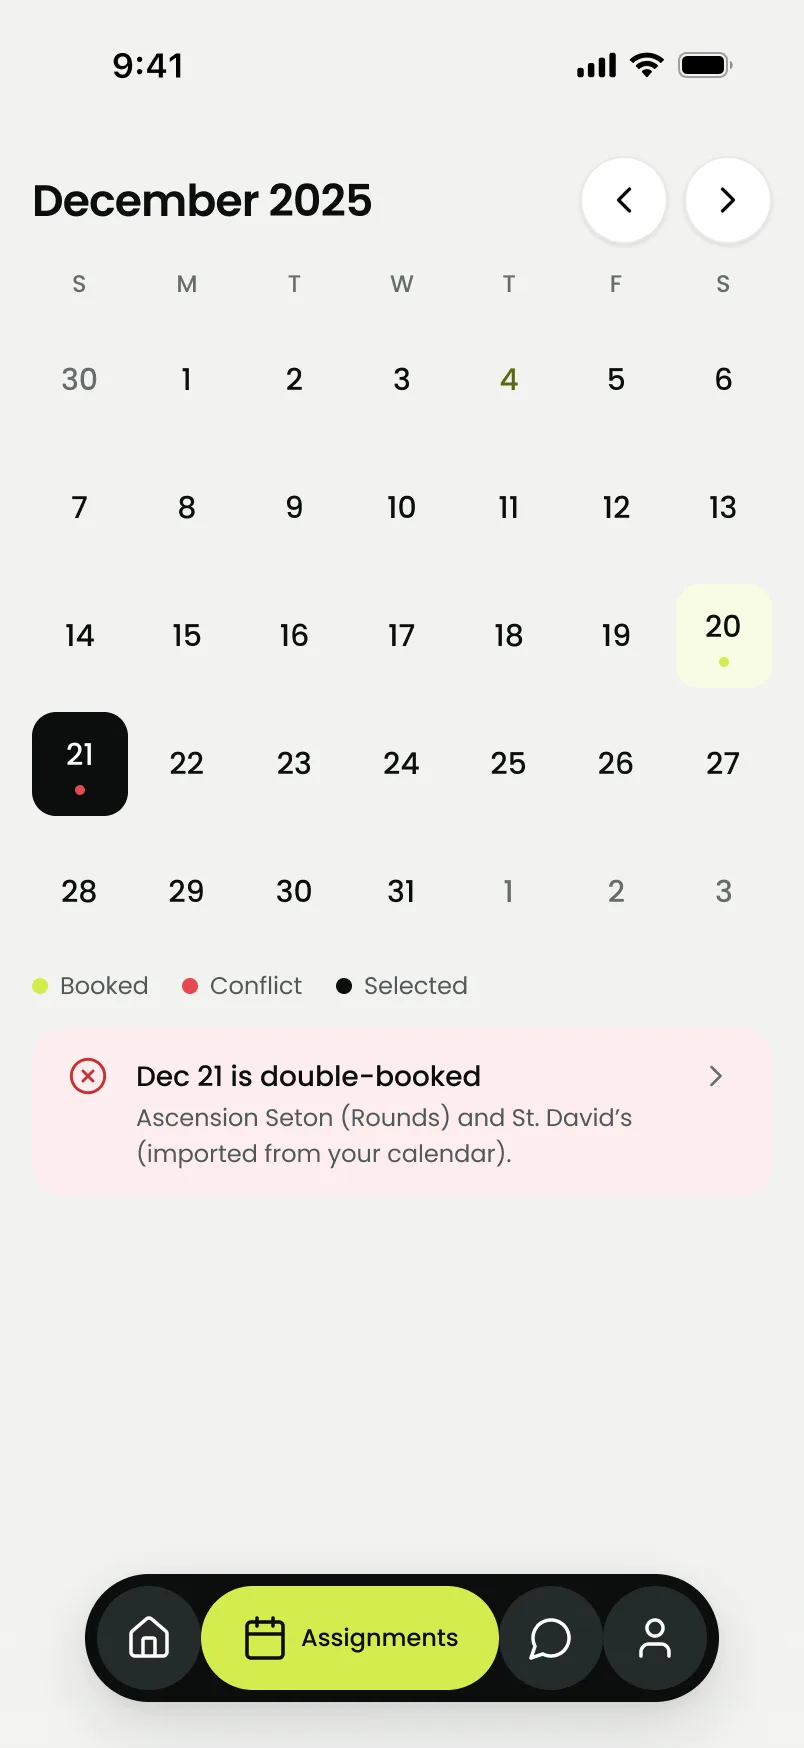 9:41
December 2025
S M T W T F S
30 1 2 3 4 5 6
7 8 9 10 11 12 13
14 15 16 17 18 19 20
21 22 23 24 25 26 27
28 29 30 31 1 2 3
Booked Conflict Selected
Dec 21 is double-booked
Ascension Seton (Rounds) and St. David’s
(imported from your calendar).
Assignments